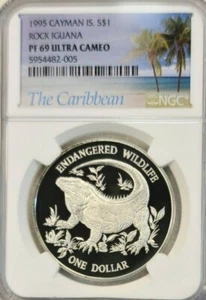 1995 CAYMAN IS. S$1
ROCK IGUANA
PF 69 ULTRA CAMEO
5954482-005
The Caribbean
NGC
ENDANGERED WILDLIFE
ONE DOLLAR